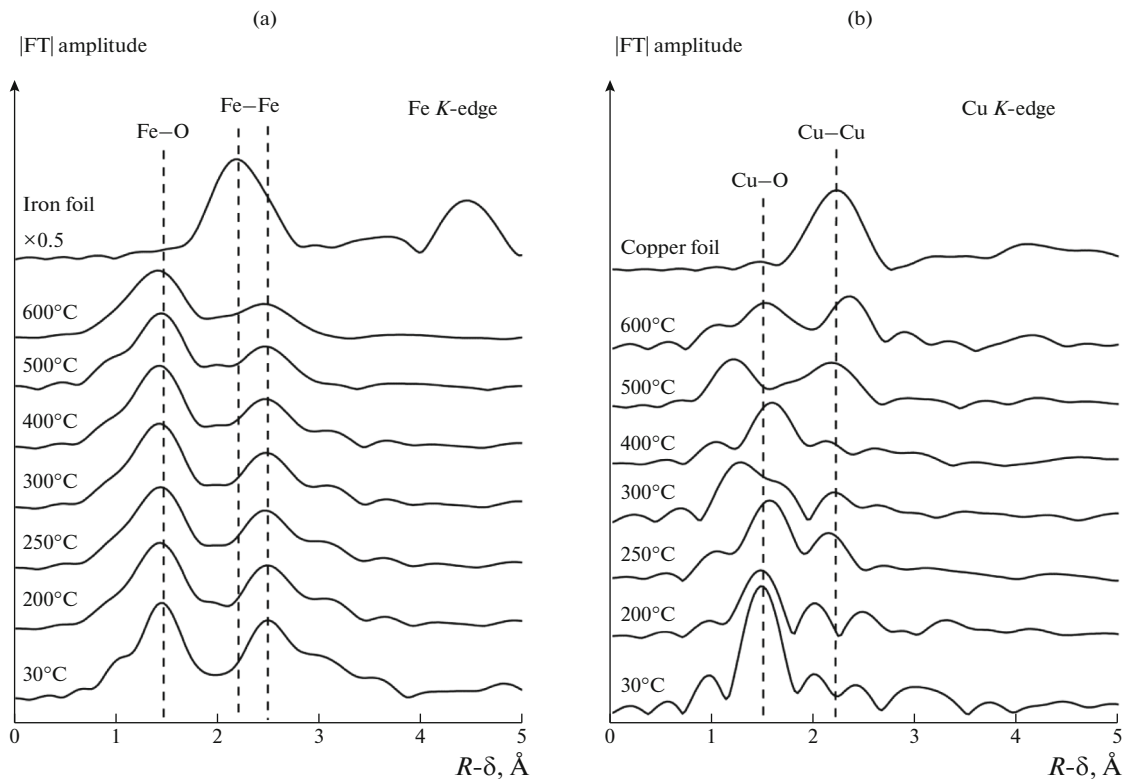 (a)
|FT| amplitude
Fe–Fe
Fe K-edge
Fe–O
Iron foil
×0.5
600°C
500°C
400°C
300°C
250°C
200°C
30°C
0 1 2 3 4 5
R-δ, Å
(b)
|FT| amplitude
Cu K-edge
Cu–Cu
Cu–O
Copper foil
600°C
500°C
400°C
300°C
250°C
200°C
30°C
0 1 2 3 4 5
R-δ, Å